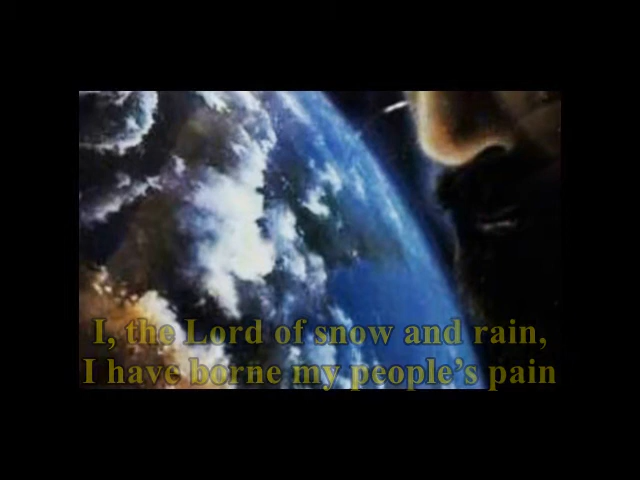 I, the Lord of snow and rain,
I have borne my people's pain